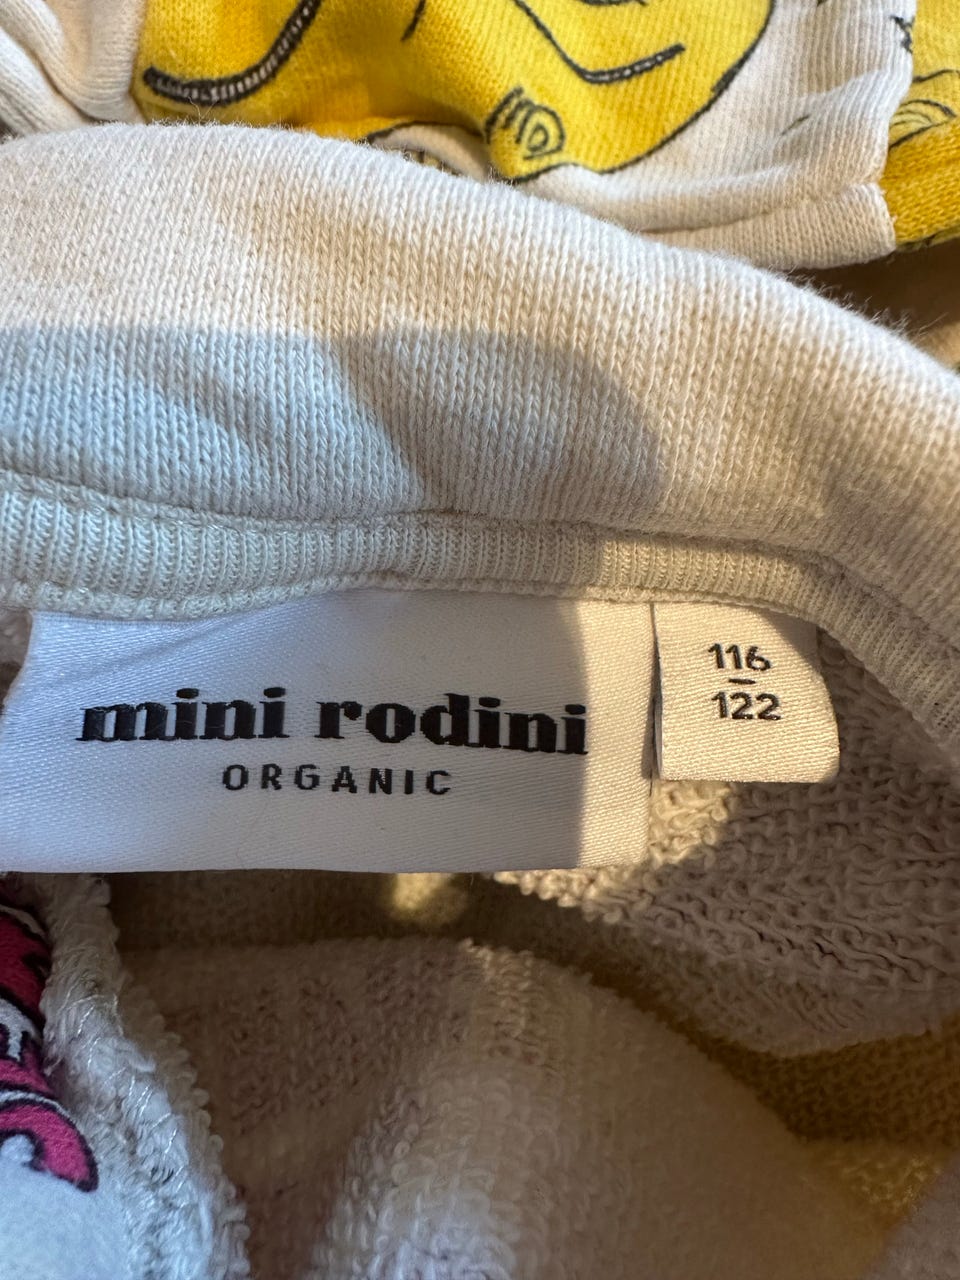 mini rodini
ORGANIC
116
122